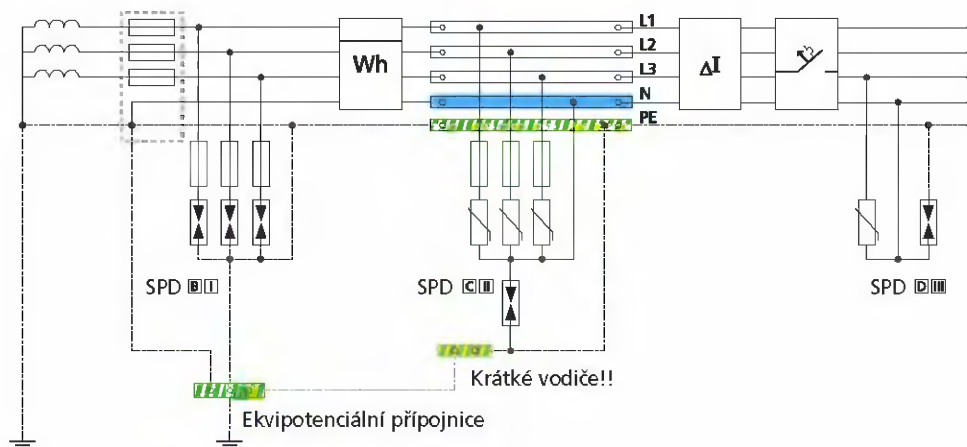 L1
L2
L3
N
PE
Wh
ΔI
SPD B I
SPD C II
SPD D III
Krátké vodiče!!
Ekvipotenciální přípojnice